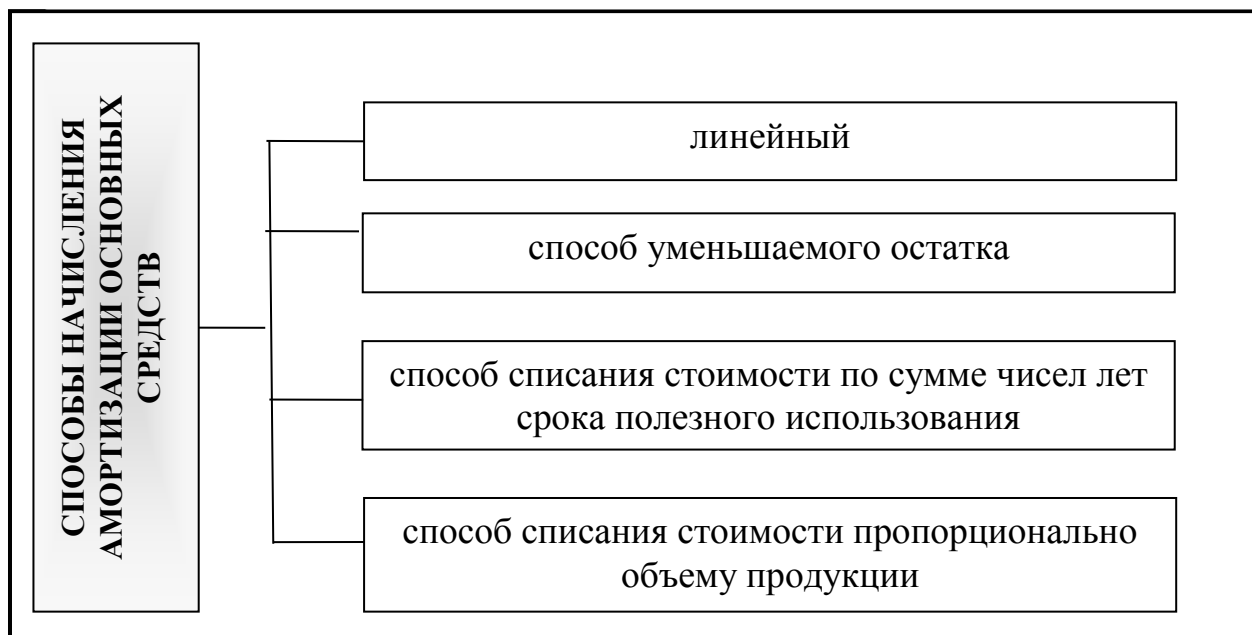 СПОСОБЫ НАЧИСЛЕНИЯ
АМОРТИЗАЦИИ ОСНОВНЫХ
СРЕДСТВ
линейный
способ уменьшаемого остатка
способ списания стоимости по сумме чисел лет
срока полезного использования
способ списания стоимости пропорционально
объему продукции